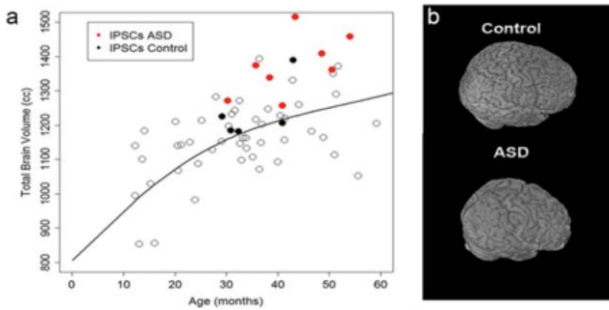 a
IPSCs ASD
IPSCs Control
Total Brain Volume (cc)
1500
1400
1300
1200
1100
1000
900
800
0
10
20
30
40
50
60
Age (months)
b
Control
ASD